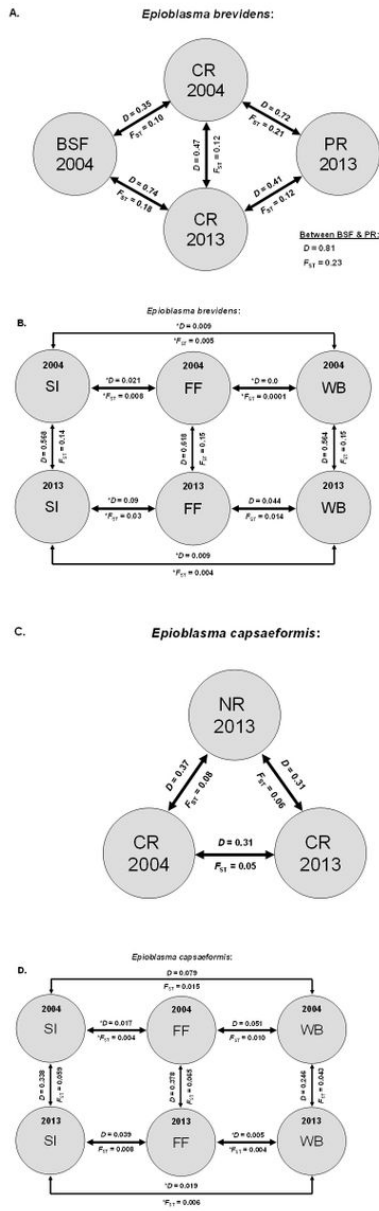 A.
Epioblasma brevidens:
CR
2004
D = 0.35
FST = 0.10
D = 0.72
FST = 0.21
BSF
2004
D = 0.47
FST = 0.12
PR
2013
D = 0.74
FST = 0.18
D = 0.41
FST = 0.12
CR
2013
Between BSF & PR:
D = 0.81
FST = 0.23
Epioblasma brevidens:
B.
*D = 0.009
*FST = 0.005
2004
SI
*D = 0.021
*FST = 0.008
2004
FF
*D = 0.0
*FST = 0.0001
2004
WB
D = 0.568
FST = 0.14
D = 0.618
FST = 0.15
D = 0.564
FST = 0.15
2013
SI
*D = 0.09
*FST = 0.03
2013
FF
D = 0.044
FST = 0.014
2013
WB
*D = 0.009
*FST = 0.004
C.
Epioblasma capsaeformis:
NR
2013
D = 0.37
FST = 0.08
D = 0.31
FST = 0.06
CR
2004
D = 0.31
FST = 0.05
CR
2013
Epioblasma capsaeformis:
D.
D = 0.079
FST = 0.015
2004
SI
*D = 0.017
*FST = 0.004
2004
FF
D = 0.051
FST = 0.010
2004
WB
D = 0.338
FST = 0.059
D = 0.278
FST = 0.045
D = 0.246
FST = 0.042
2013
SI
D = 0.039
FST = 0.008
2013
FF
*D = 0.005
*FST = 0.004
2013
WB
*D = 0.019
*FST = 0.006